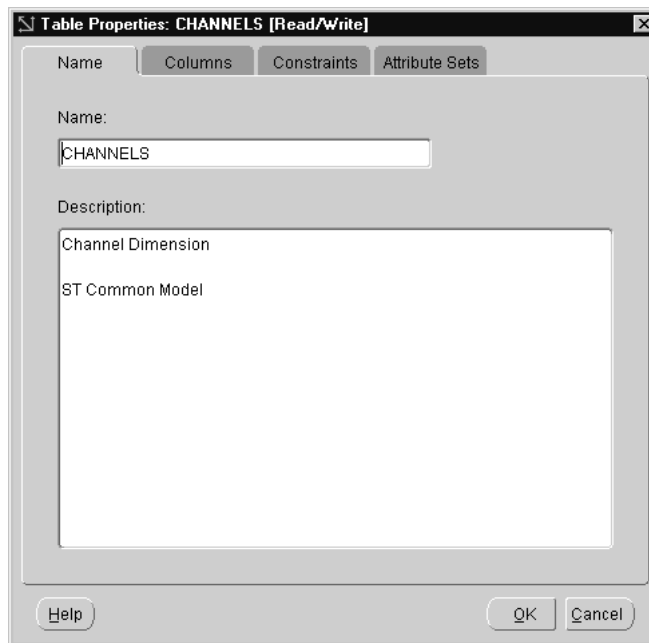 Table Properties: CHANNELS [Read/Write]
Name Columns Constraints Attribute Sets
Name:
CHANNELS
Description:
Channel Dimension
ST Common Model
Help OK Cancel